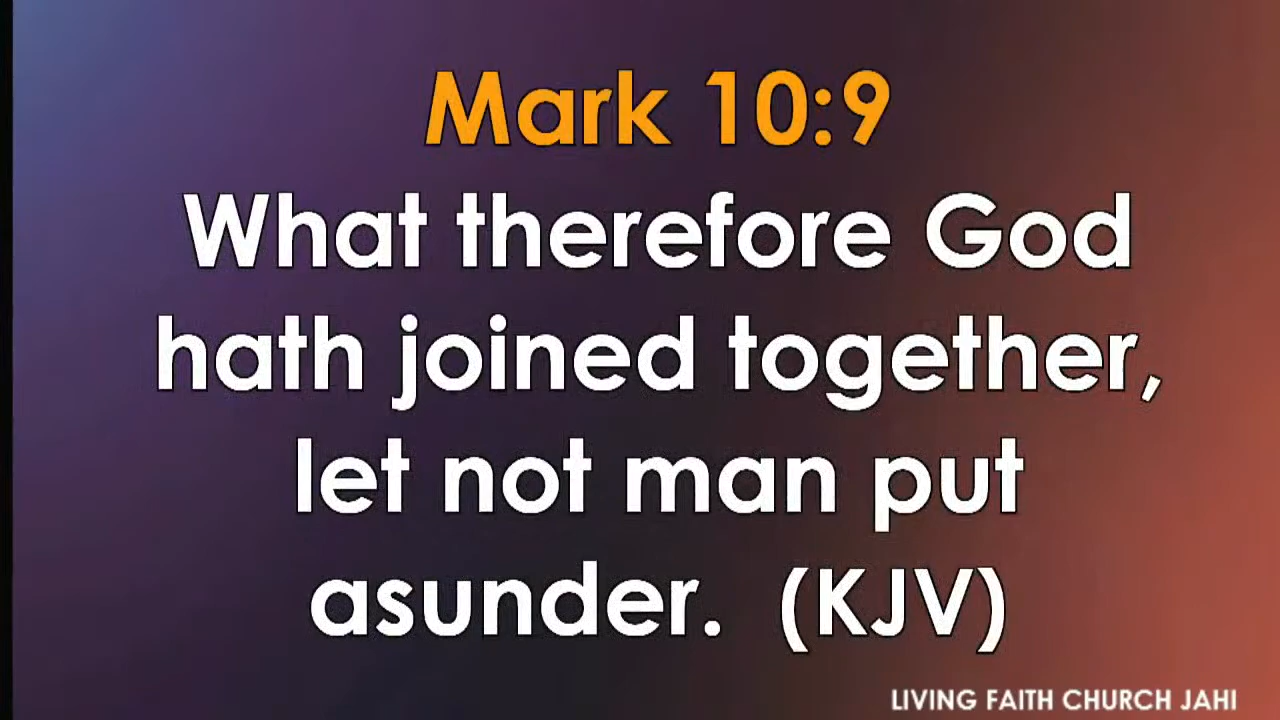 Mark 10:9
What therefore God
hath joined together,
let not man put
asunder. (KJV)
LIVING FAITH CHURCH JAHI